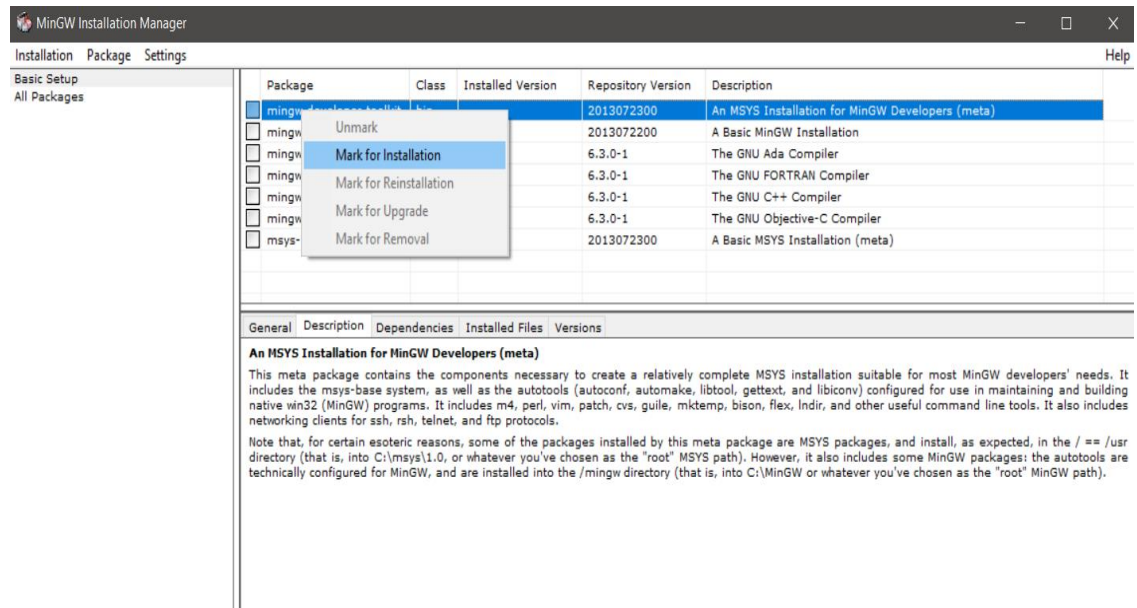 MinGW Installation Manager
Installation Package Settings Help
Basic Setup
All Packages
Package Class Installed Version Repository Version Description
2013072300 An MSYS Installation for MinGW Developers (meta)
mingw 2013072200 A Basic MinGW Installation
mingw 6.3.0-1 The GNU Ada Compiler
mingw 6.3.0-1 The GNU FORTRAN Compiler
mingw 6.3.0-1 The GNU C++ Compiler
mingw 6.3.0-1 The GNU Objective-C Compiler
msys- 2013072300 A Basic MSYS Installation (meta)
Unmark
Mark for Installation
Mark for Reinstallation
Mark for Upgrade
Mark for Removal
General Description Dependencies Installed Files Versions
An MSYS Installation for MinGW Developers (meta)
This meta package contains the components necessary to create a relatively complete MSYS installation suitable for most MinGW developers' needs. It
includes the msys-base system, as well as the autotools (autoconf, automake, libtool, gettext, and libiconv) configured for use in maintaining and building
native win32 (MinGW) programs. It includes m4, perl, vim, patch, cvs, guile, mktemp, bison, flex, lndir, and other useful command line tools. It also includes
networking clients for ssh, rsh, telnet, and ftp protocols.
Note that, for certain esoteric reasons, some of the packages installed by this meta package are MSYS packages, and install, as expected, in the / == /usr
directory (that is, into C:\msys\1.0, or whatever you've chosen as the "root" MSYS path). However, it also includes some MinGW packages: the autotools are
technically configured for MinGW, and are installed into the /mingw directory (that is, into C:\MinGW or whatever you've chosen as the "root" MinGW path).